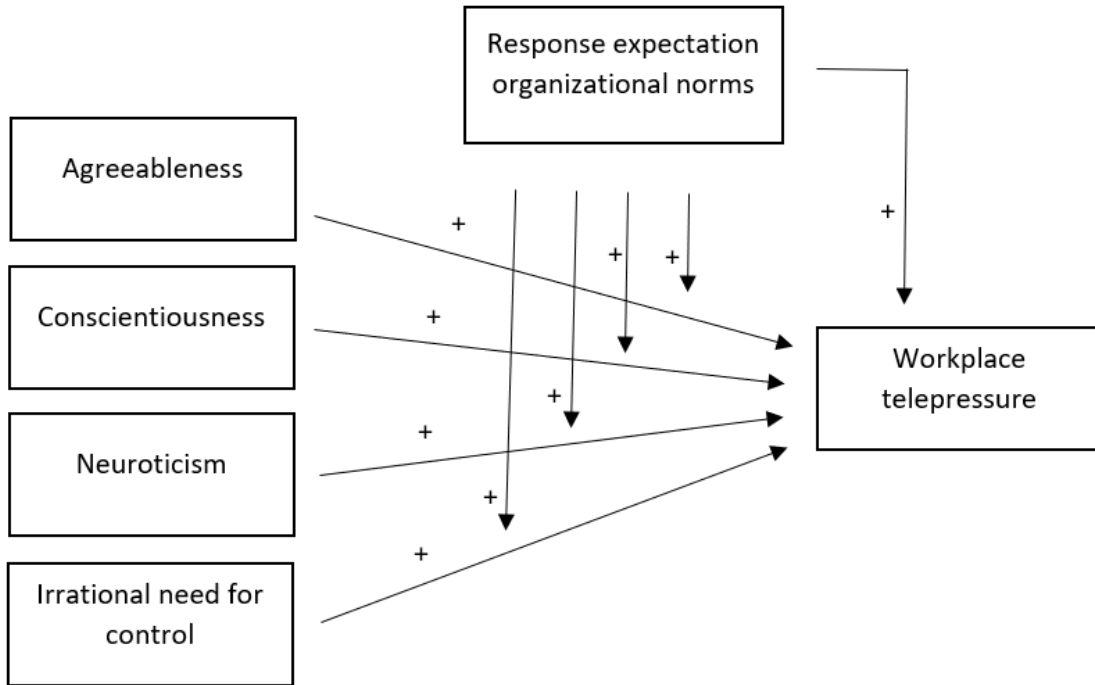 Response expectation
organizational norms
Agreeableness
+
+
+
+
Conscientiousness
+
Workplace
telepressure
+
Neuroticism
+
+
+
Irrational need for
control